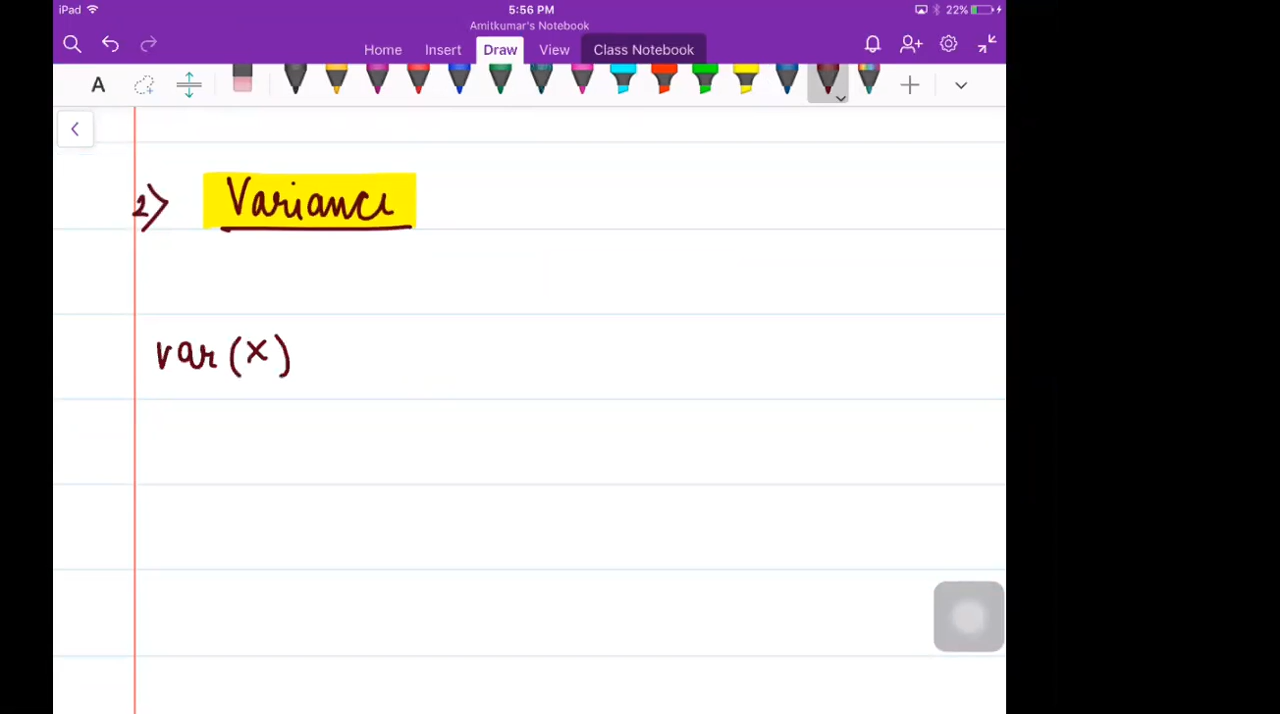 iPad 5:56 PM 22%
Amitkumar's Notebook
Home Insert Draw View Class Notebook
A
2) Variance
var (x)